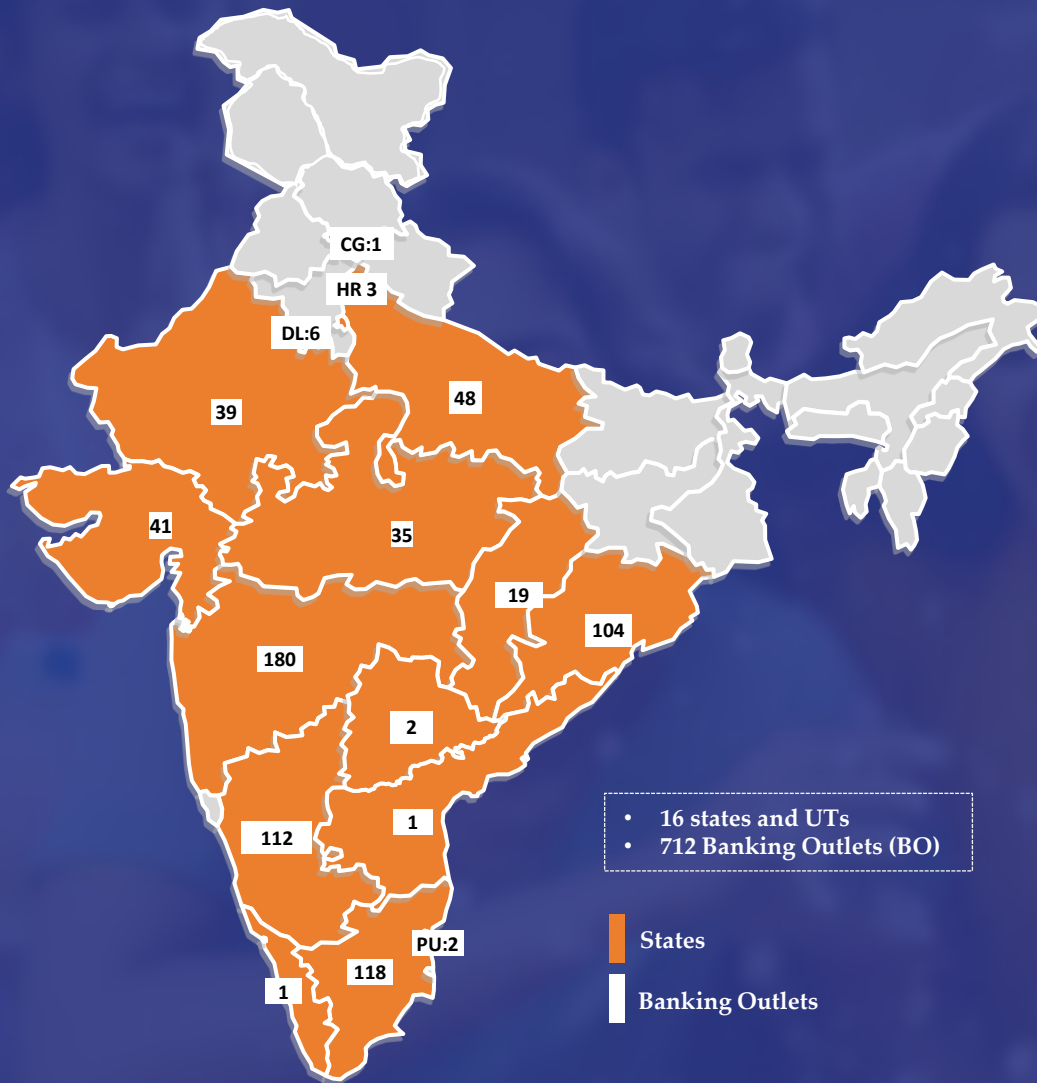 CG:1
HR 3
DL:6
39
48
41
35
19
104
180
2
1
112
PU:2
118
1
• 16 states and UTs
• 712 Banking Outlets (BO)
States
Banking Outlets